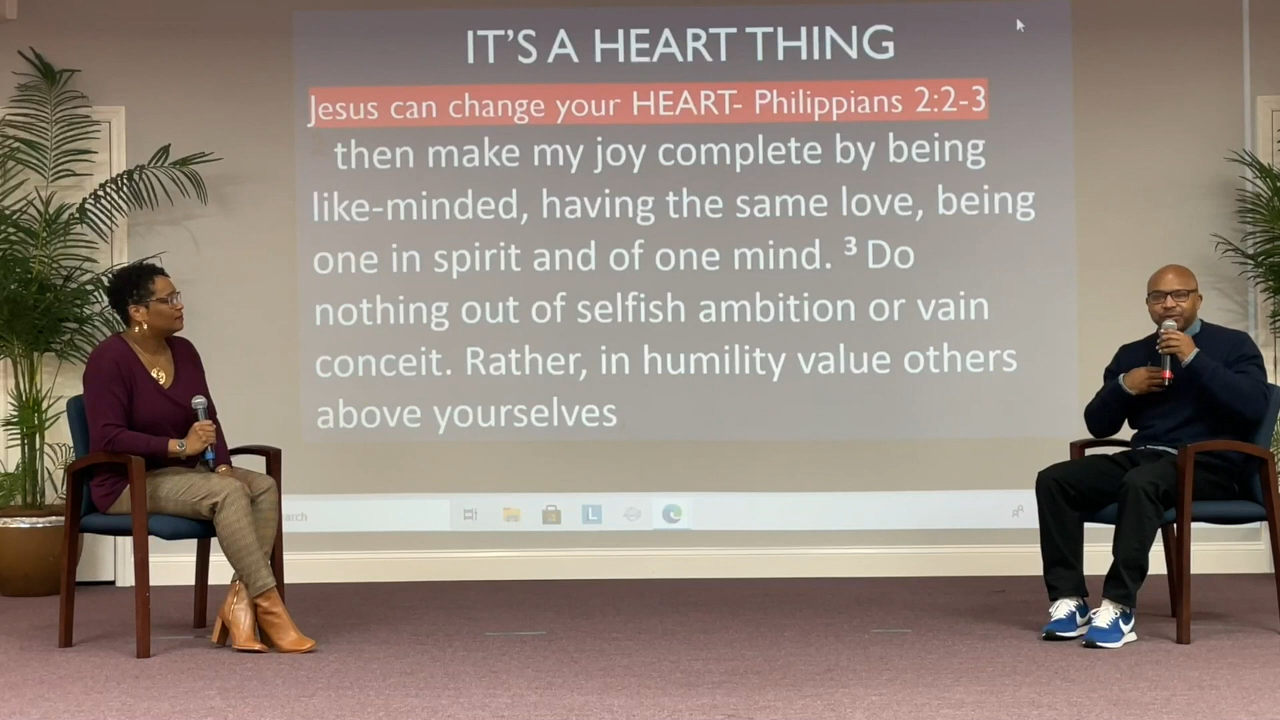 IT'S A HEART THING
Jesus can change your HEART- Philippians 2:2-3
then make my joy complete by being
like-minded, having the same love, being
one in spirit and of one mind. ³ Do
nothing out of selfish ambition or vain
conceit. Rather, in humility value others
above yourselves
arch
L